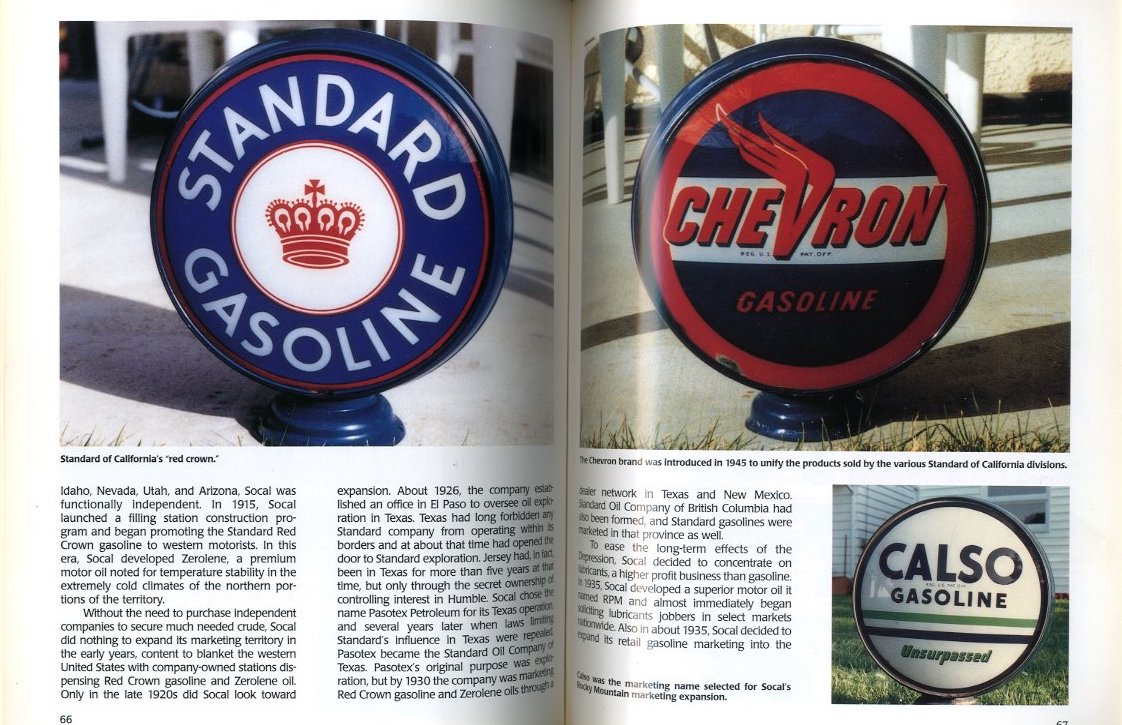 STANDARD
GASOLINE
Standard of California's "red crown."
Idaho, Nevada, Utah, and Arizona, Socal was
functionally independent. In 1915, Socal
launched a filling station construction pro-
gram and began promoting the Standard Red
Crown gasoline to western motorists. In this
era, Socal developed Zerolene, a premium
motor oil noted for temperature stability in the
extremely cold climates of the northern por-
tions of the territory.
Without the need to purchase independent
companies to secure much needed crude, Socal
did nothing to expand its marketing territory in
the early years, content to blanket the western
United States with company-owned stations dis-
pensing Red Crown gasoline and Zerolene oil.
Only in the late 1920s did Socal look toward
66
expansion. About 1926, the company estab-
lished an office in El Paso to oversee oil explo-
ration in Texas. Texas had long forbidden any
Standard company from operating within its
borders and at about that time had opened the
door to Standard exploration. Jersey had, in fact,
been in Texas for more than five years at that
time, but only through the secret ownership of
controlling interest in Humble. Socal chose the
name Pasotex Petroleum for its Texas operation,
and several years later when laws limiting
Standard's influence in Texas were repealed,
Pasotex became the Standard Oil Company of
Texas. Pasotex's original purpose was explo-
ration, but by 1930 the company was marketing
Red Crown gasoline and Zerolene oils through a
CHEVRON
REG. U.S. PAT. OFF.
GASOLINE
The Chevron brand was introduced in 1945 to unify the products sold by the various Standard of California divisions.
dealer network in Texas and New Mexico.
Standard Oil Company of British Columbia had
also been formed, and Standard gasolines were
marketed in that province as well.
To ease the long-term effects of the
Depression, Socal decided to concentrate on
lubricants, a higher profit business than gasoline.
In 1935, Socal developed a superior motor oil it
named RPM and almost immediately began
soliciting lubricants jobbers in select markets
nationwide. Also in about 1935, Socal decided to
expand its retail gasoline marketing into the
CALSO
REG. U.S. PAT. OFF.
GASOLINE
Unsurpassed
Calso was the marketing name selected for Socal's
Rocky Mountain marketing expansion.
67